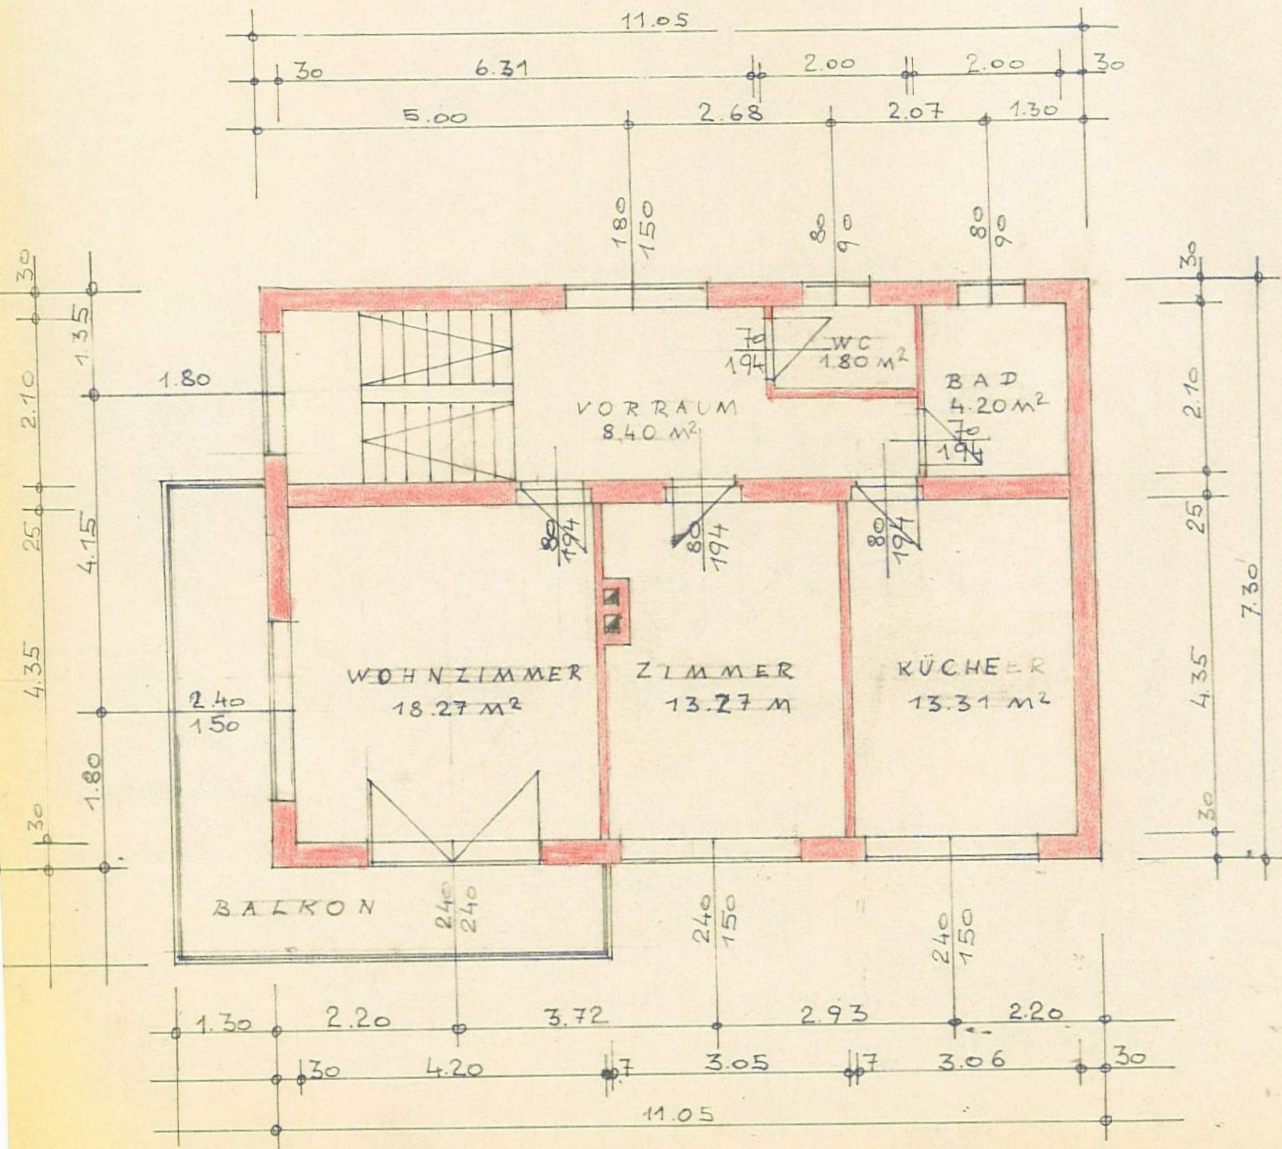 11.05
30 6.31 2.00 2.00 30
5.00 2.68 2.07 1.30
180
150
80
90
80
90
30
1.35
2.10
25
4.15
4.35
1.80
30
1.80
2.40
150
VORRAUM
8.40 M²
70
194
WC
1.80 M²
BAD
4.20 M²
70
194
80
194
80
194
80
194
WOHNZIMMER
18.27 M²
ZIMMER
13.27 M
KÜCHEER
13.31 M²
BALKON
240
240
240
150
240
150
30
2.10
25
4.35
30
7.30
1.30 2.20 3.72 2.93 2.20
30 4.20 7 3.05 7 3.06 30
11.05